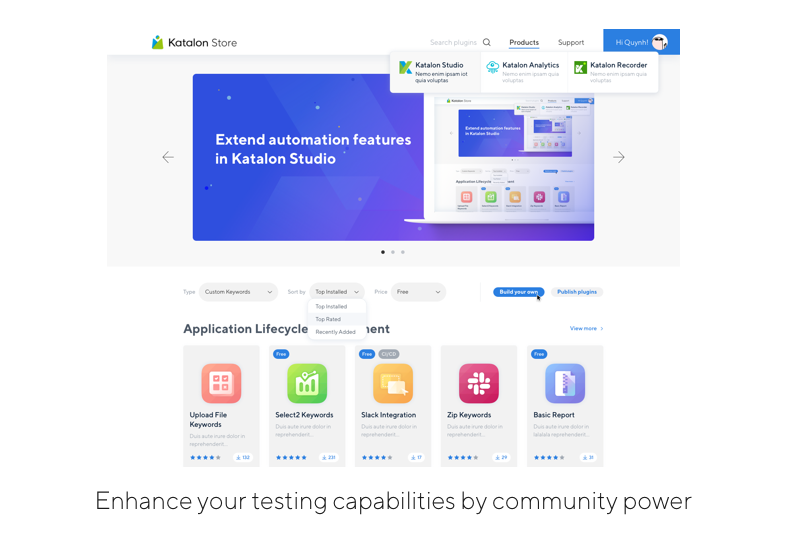 Katalon Store
Search plugins
Products
Support
Hi Quynh!
Katalon Studio
Nemo enim ipsam iot
quia voluptas
Katalon Analytics
Nemo enim ipsam quia
voluptas
Katalon Recorder
Nemo enim ipsam quia
voluptas
Extend automation features
in Katalon Studio
Katalon Store
Extend automation features
in Katalon Studio
Type
Custom Keywords
Sort by
Top Installed
Price
Free
Build your own
Publish plugins
Top Installed
Top Rated
Recently Added
Application Lifecycle
View more
Free
Free
CI/CD
Free
Upload File
Keywords
Duis aute irure dolor in
reprehenderit...
132
Select2 Keywords
Duis aute irure dolor in
reprehenderit...
231
Slack Integration
Duis aute irure dolor in
reprehenderit...
17
Zip Keywords
Duis aute irure dolor in
reprehenderit...
29
Basic Report
Duis aute irure dolor in
lalalala reprehenderit...
31
Enhance your testing capabilities by community power